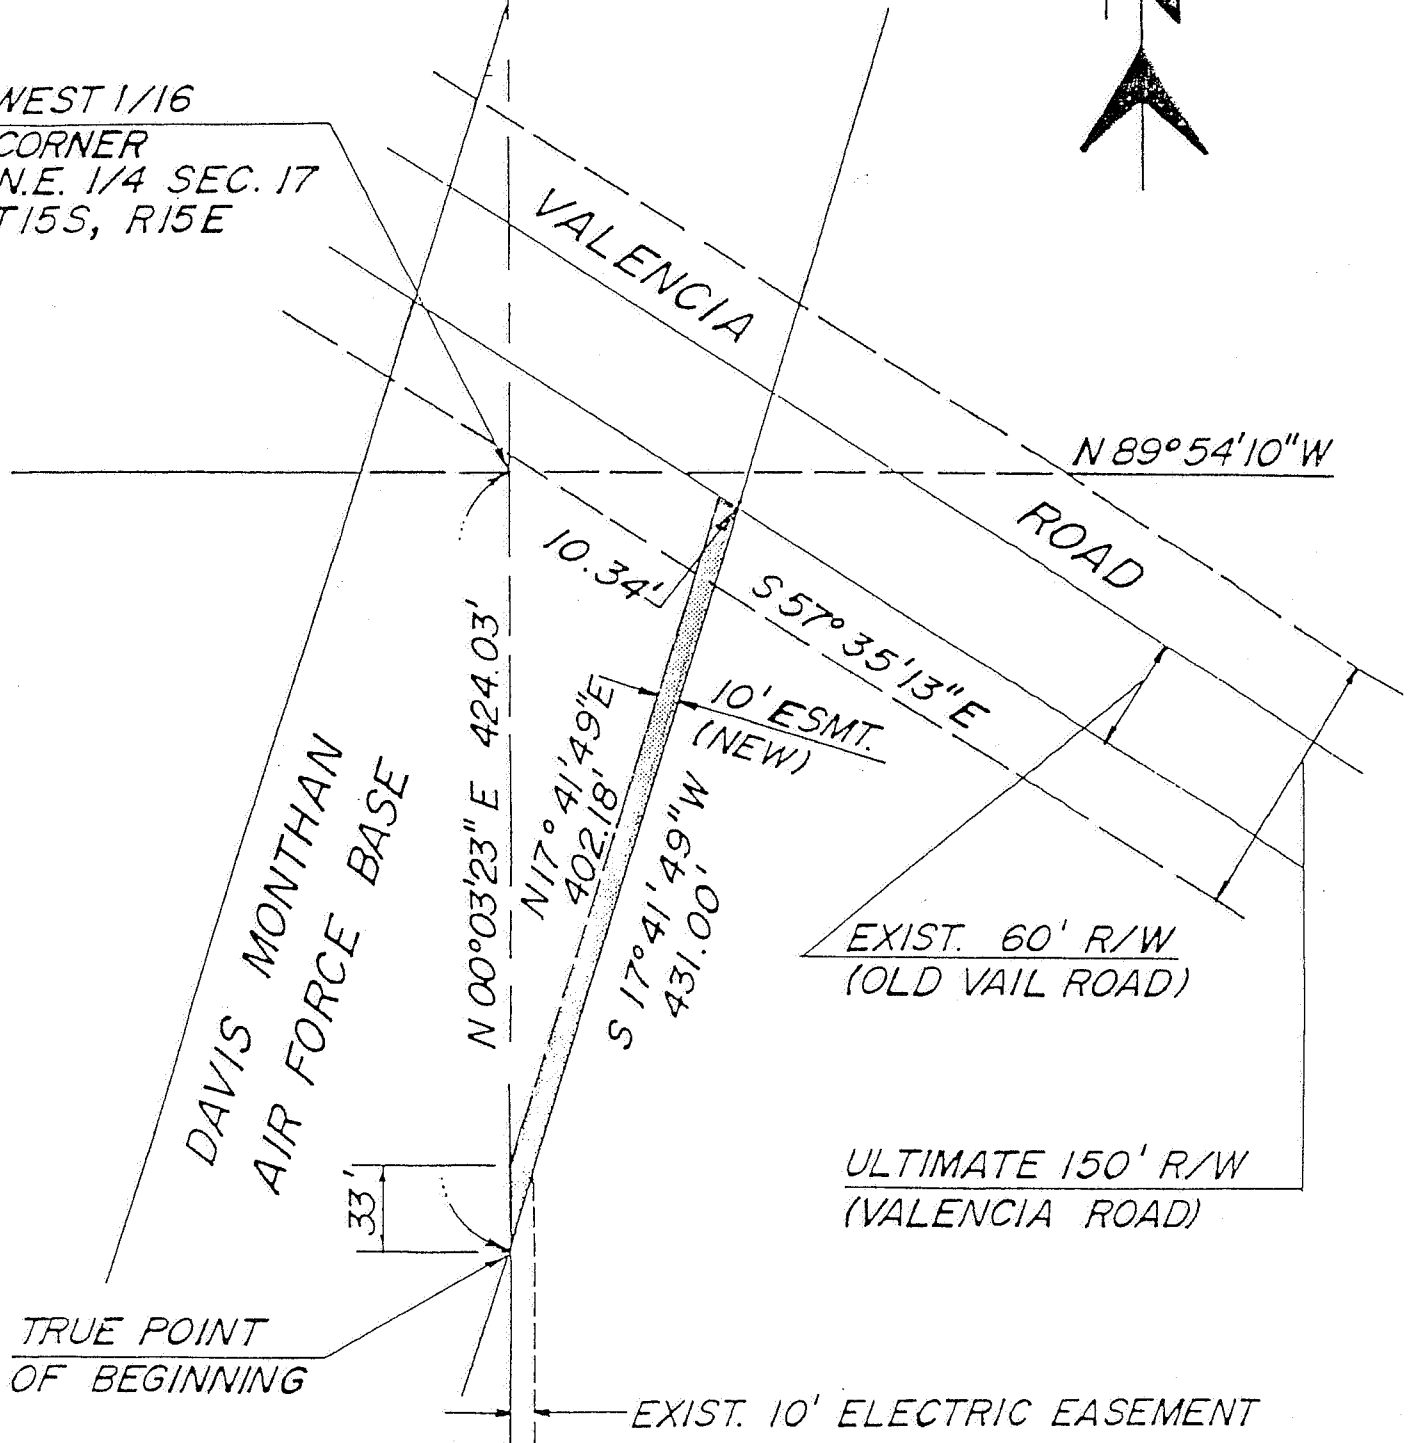 WEST 1/16
CORNER
N.E. 1/4 SEC. 17
T15S, R15E
VALENCIA
ROAD
N 89°54'10"W
10.34'
S 57°35'13"E
10' ESMT.
(NEW)
N 00°03'23" E 424.03'
N17°41'49"E
402.18'
S 17°41'49"W
431.00'
DAVIS MONTHAN
AIR FORCE BASE
EXIST. 60' R/W
(OLD VAIL ROAD)
ULTIMATE 150' R/W
(VALENCIA ROAD)
33'
TRUE POINT
OF BEGINNING
EXIST. 10' ELECTRIC EASEMENT